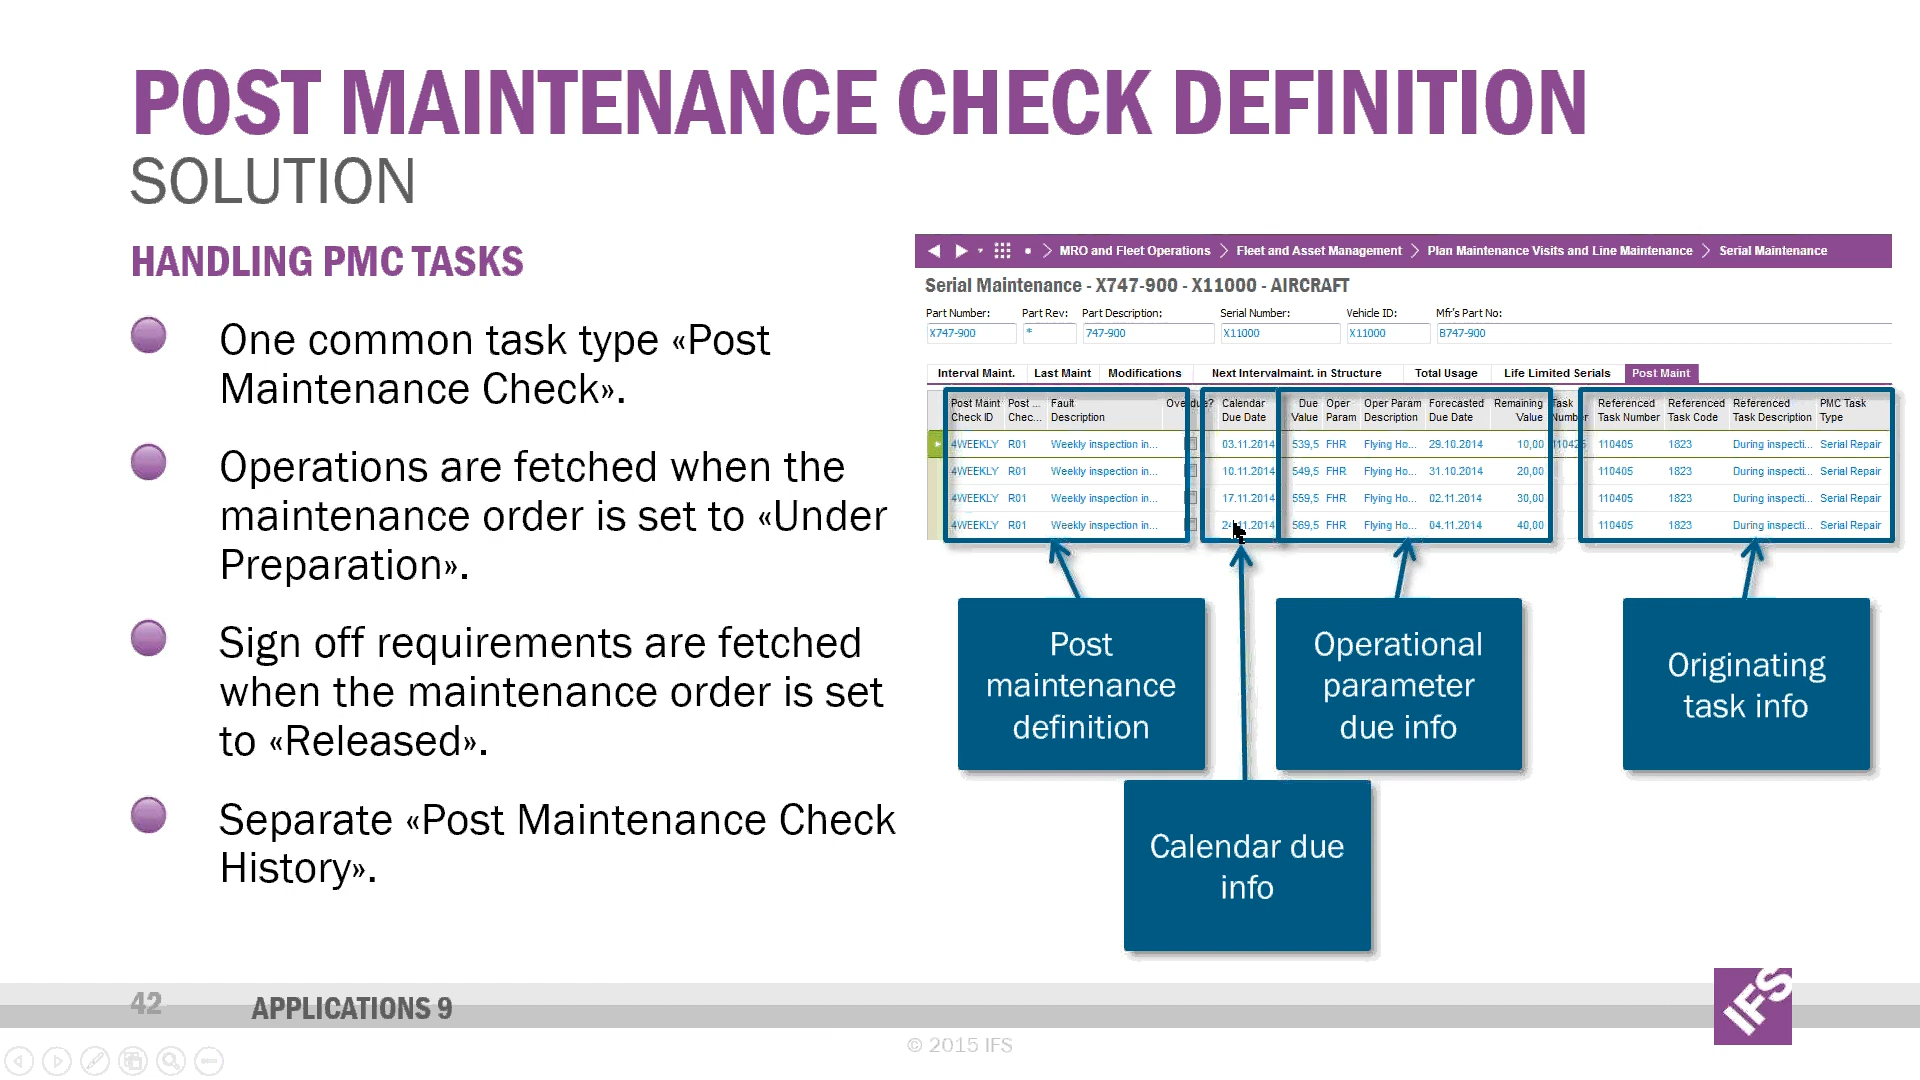 POST MAINTENANCE CHECK DEFINITION
SOLUTION
HANDLING PMC TASKS
One common task type «Post
Maintenance Check».
Operations are fetched when the
maintenance order is set to «Under
Preparation».
Sign off requirements are fetched
when the maintenance order is set
to «Released».
Separate «Post Maintenance Check
History».
MRO and Fleet Operations > Fleet and Asset Management > Plan Maintenance Visits and Line Maintenance > Serial Maintenance
Serial Maintenance - X747-900 - X11000 - AIRCRAFT
Part Number: Part Rev: Part Description: Serial Number: Vehicle ID: Mfr's Part No:
X747-900 * 747-900 X11000 X11000 B747-900
Interval Maint. Last Maint Modifications Next Intervalmaint. in Structure Total Usage Life Limited Serials Post Maint
Post Maint Post ... Fault Overdue? Calendar Due Oper Oper Param Forecasted Remaining Task Referenced Referenced Referenced PMC Task
Check ID Chec... Description Due Date Value Param Description Due Date Value Number Task Number Task Code Task Description Type
4WEEKLY R01 Weekly inspection in... 03.11.2014 539,5 FHR Flying Ho... 29.10.2014 10,00 110405 1823 During inspecti... Serial Repair
4WEEKLY R01 Weekly inspection in... 10.11.2014 549,5 FHR Flying Ho... 31.10.2014 20,00 110405 1823 During inspecti... Serial Repair
4WEEKLY R01 Weekly inspection in... 17.11.2014 559,5 FHR Flying Ho... 02.11.2014 30,00 110405 1823 During inspecti... Serial Repair
4WEEKLY R01 Weekly inspection in... 24.11.2014 569,5 FHR Flying Ho... 04.11.2014 40,00 110405 1823 During inspecti... Serial Repair
Post
maintenance
definition
Operational
parameter
due info
Originating
task info
Calendar due
info
42 APPLICATIONS 9
IFS
© 2015 IFS